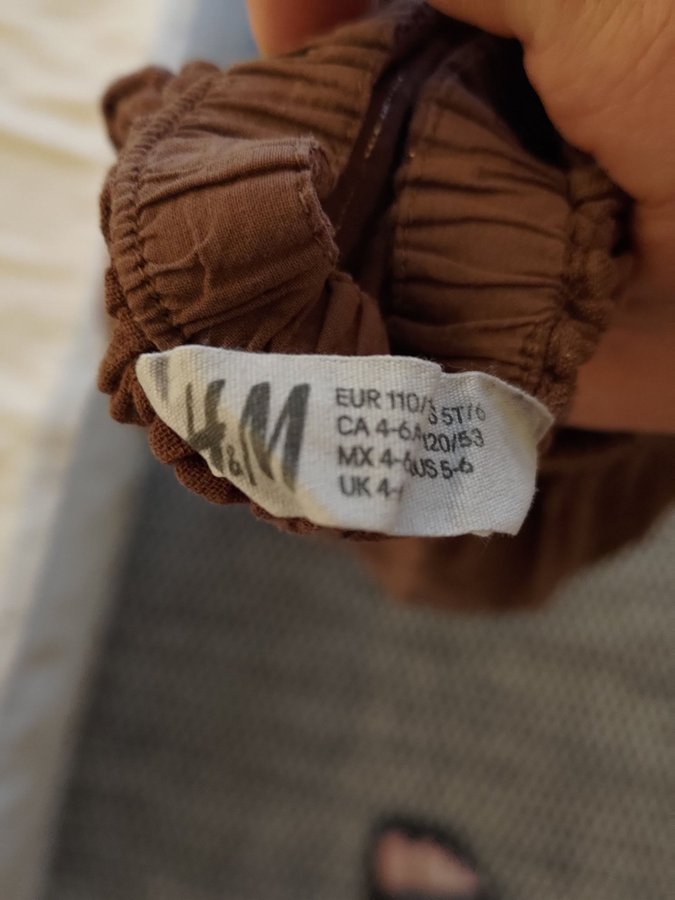 H&M
EUR 110/ S 5T/6
CA 4-6A 120/53
MX 4-6 US 5-6
UK 4-